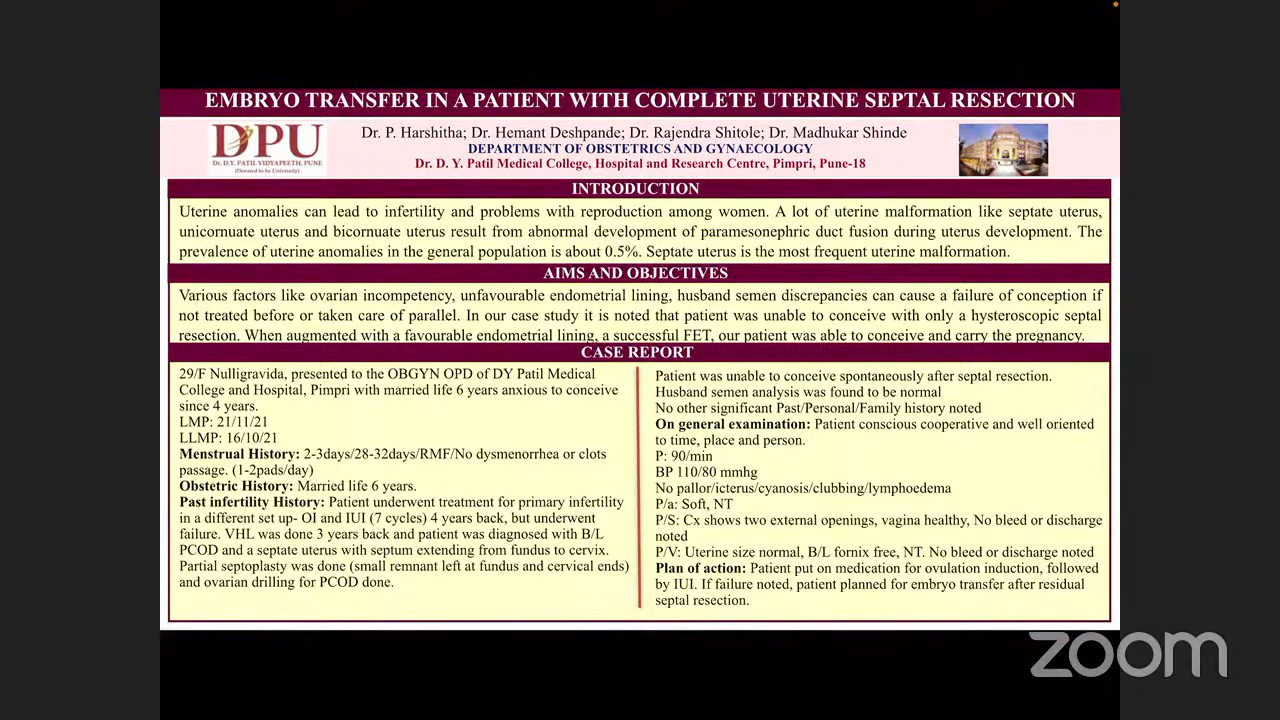 EMBRYO TRANSFER IN A PATIENT WITH COMPLETE UTERINE SEPTAL RESECTION
DPU
Dr. D.Y. PATIL VIDYAPEETH, PUNE
(Deemed to be University)
Dr. P. Harshitha; Dr. Hemant Deshpande; Dr. Rajendra Shitole; Dr. Madhukar Shinde
DEPARTMENT OF OBSTETRICS AND GYNAECOLOGY
Dr. D. Y. Patil Medical College, Hospital and Research Centre, Pimpri, Pune-18
INTRODUCTION
Uterine anomalies can lead to infertility and problems with reproduction among women. A lot of uterine malformation like septate uterus,
unicornuate uterus and bicornuate uterus result from abnormal development of paramesonephric duct fusion during uterus development. The
prevalence of uterine anomalies in the general population is about 0.5%. Septate uterus is the most frequent uterine malformation.
AIMS AND OBJECTIVES
Various factors like ovarian incompetency, unfavourable endometrial lining, husband semen discrepancies can cause a failure of conception if
not treated before or taken care of parallel. In our case study it is noted that patient was unable to conceive with only a hysteroscopic septal
resection. When augmented with a favourable endometrial lining, a successful FET, our patient was able to conceive and carry the pregnancy.
CASE REPORT
29/F Nulligravida, presented to the OBGYN OPD of DY Patil Medical
College and Hospital, Pimpri with married life 6 years anxious to conceive
since 4 years.
LMP: 21/11/21
LLMP: 16/10/21
Menstrual History: 2-3days/28-32days/RMF/No dysmenorrhea or clots
passage. (1-2pads/day)
Obstetric History: Married life 6 years.
Past infertility History: Patient underwent treatment for primary infertility
in a different set up- OI and IUI (7 cycles) 4 years back, but underwent
failure. VHL was done 3 years back and patient was diagnosed with B/L
PCOD and a septate uterus with septum extending from fundus to cervix.
Partial septoplasty was done (small remnant left at fundus and cervical ends)
and ovarian drilling for PCOD done.
Patient was unable to conceive spontaneously after septal resection.
Husband semen analysis was found to be normal
No other significant Past/Personal/Family history noted
On general examination: Patient conscious cooperative and well oriented
to time, place and person.
P: 90/min
BP 110/80 mmhg
No pallor/icterus/cyanosis/clubbing/lymphoedema
P/a: Soft, NT
P/S: Cx shows two external openings, vagina healthy, No bleed or discharge
noted
P/V: Uterine size normal, B/L fornix free, NT. No bleed or discharge noted
Plan of action: Patient put on medication for ovulation induction, followed
by IUI. If failure noted, patient planned for embryo transfer after residual
septal resection.
zoom